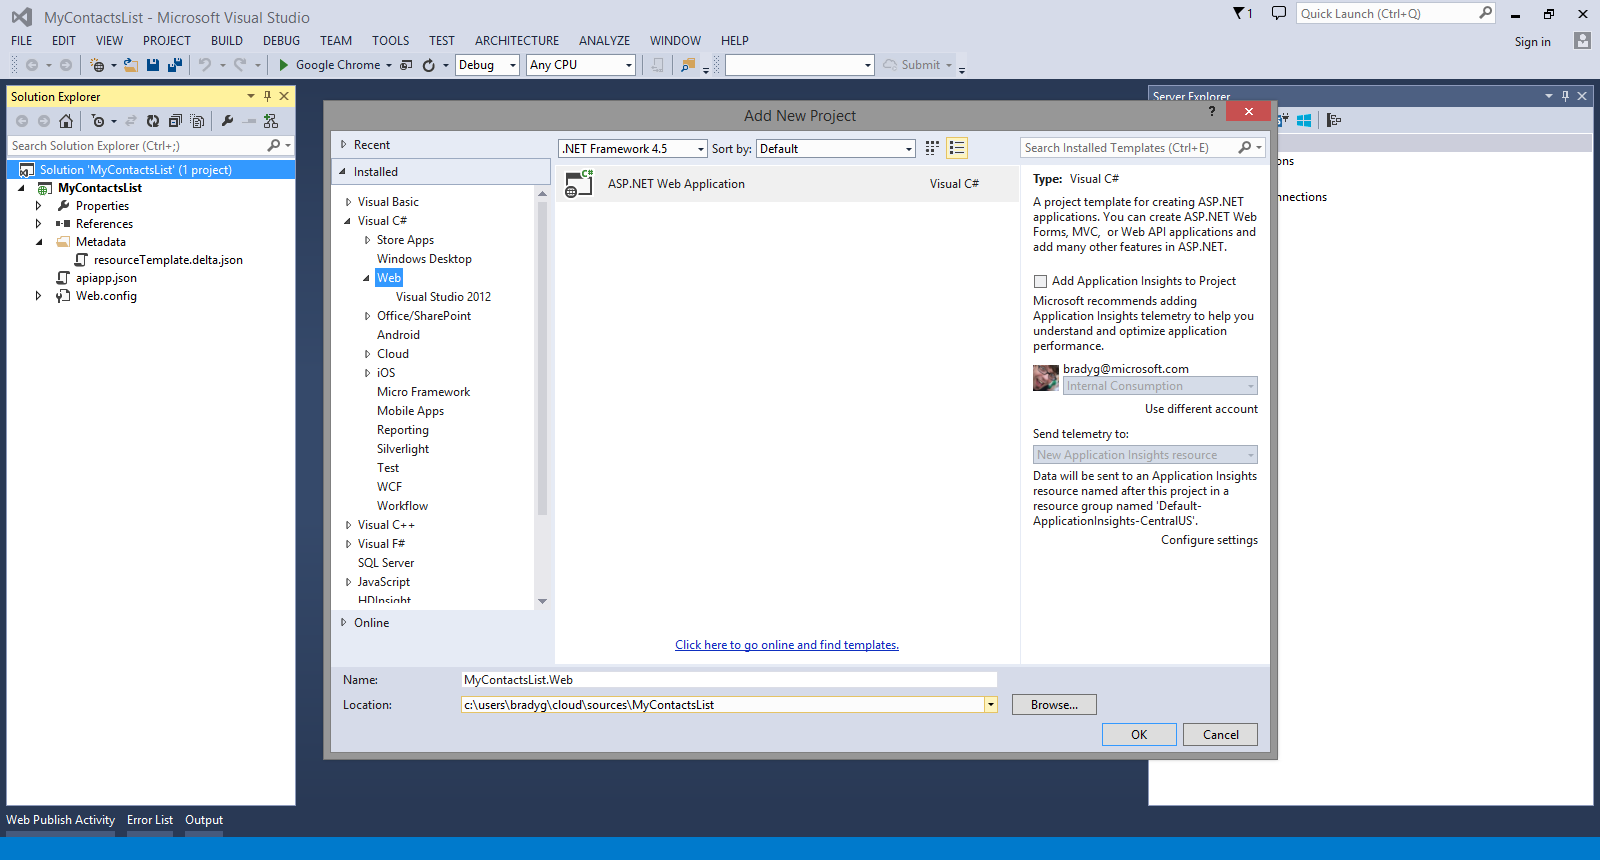 MyContactsList - Microsoft Visual Studio
1
Quick Launch (Ctrl+Q)
FILE EDIT VIEW PROJECT BUILD DEBUG TEAM TOOLS TEST ARCHITECTURE ANALYZE WINDOW HELP
Sign in
Google Chrome Debug Any CPU Submit
Solution Explorer
Search Solution Explorer (Ctrl+;)
Solution 'MyContactsList' (1 project)
MyContactsList
Properties
References
Metadata
resourceTemplate.delta.json
apiapp.json
Web.config
Add New Project
?
Recent
Installed
Visual Basic
Visual C#
Store Apps
Windows Desktop
Web
Visual Studio 2012
Office/SharePoint
Android
Cloud
iOS
Micro Framework
Mobile Apps
Reporting
Silverlight
Test
WCF
Workflow
Visual C++
Visual F#
SQL Server
JavaScript
HDInsight
Online
.NET Framework 4.5 Sort by: Default
Search Installed Templates (Ctrl+E)
C#
ASP.NET Web Application Visual C#
Click here to go online and find templates.
Type: Visual C#
A project template for creating ASP.NET
applications. You can create ASP.NET Web
Forms, MVC, or Web API applications and
add many other features in ASP.NET.
Add Application Insights to Project
Microsoft recommends adding
Application Insights telemetry to help you
understand and optimize application
performance.
bradyg@microsoft.com
Internal Consumption
Use different account
Send telemetry to:
New Application Insights resource
Data will be sent to an Application Insights
resource named after this project in a
resource group named 'Default-
ApplicationInsights-CentralUS'.
Configure settings
Name: MyContactsList.Web
Location: c:\users\bradyg\cloud\sources\MyContactsList
Browse...
OK Cancel
Server Explorer
ons
nnections
Web Publish Activity Error List Output